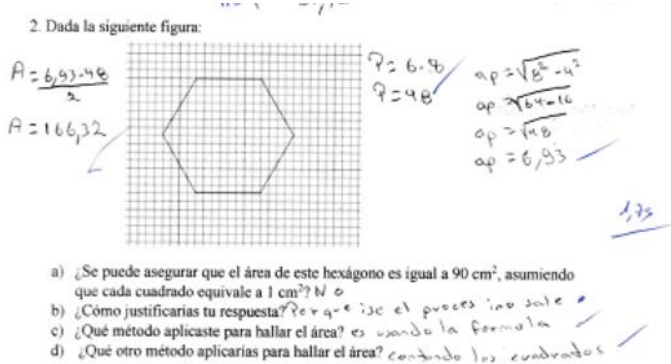 2. Dada la siguiente figura:
A = 6,93·48
2
A = 166,32
P = 6·8
P = 48
ap = √8² - 4²
ap = √64-16
ap = √48
ap = 6,93
1,75
a) ¿Se puede asegurar que el área de este hexágono es igual a 90 cm², asumiendo
que cada cuadrado equivale a 1 cm²? No
b) ¿Cómo justificarías tu respuesta? Porque ise el proces ino sale
c) ¿Qué método aplicaste para hallar el área? es usando la formola
d) ¿Qué otro método aplicarías para hallar el área? contando los cuadrados